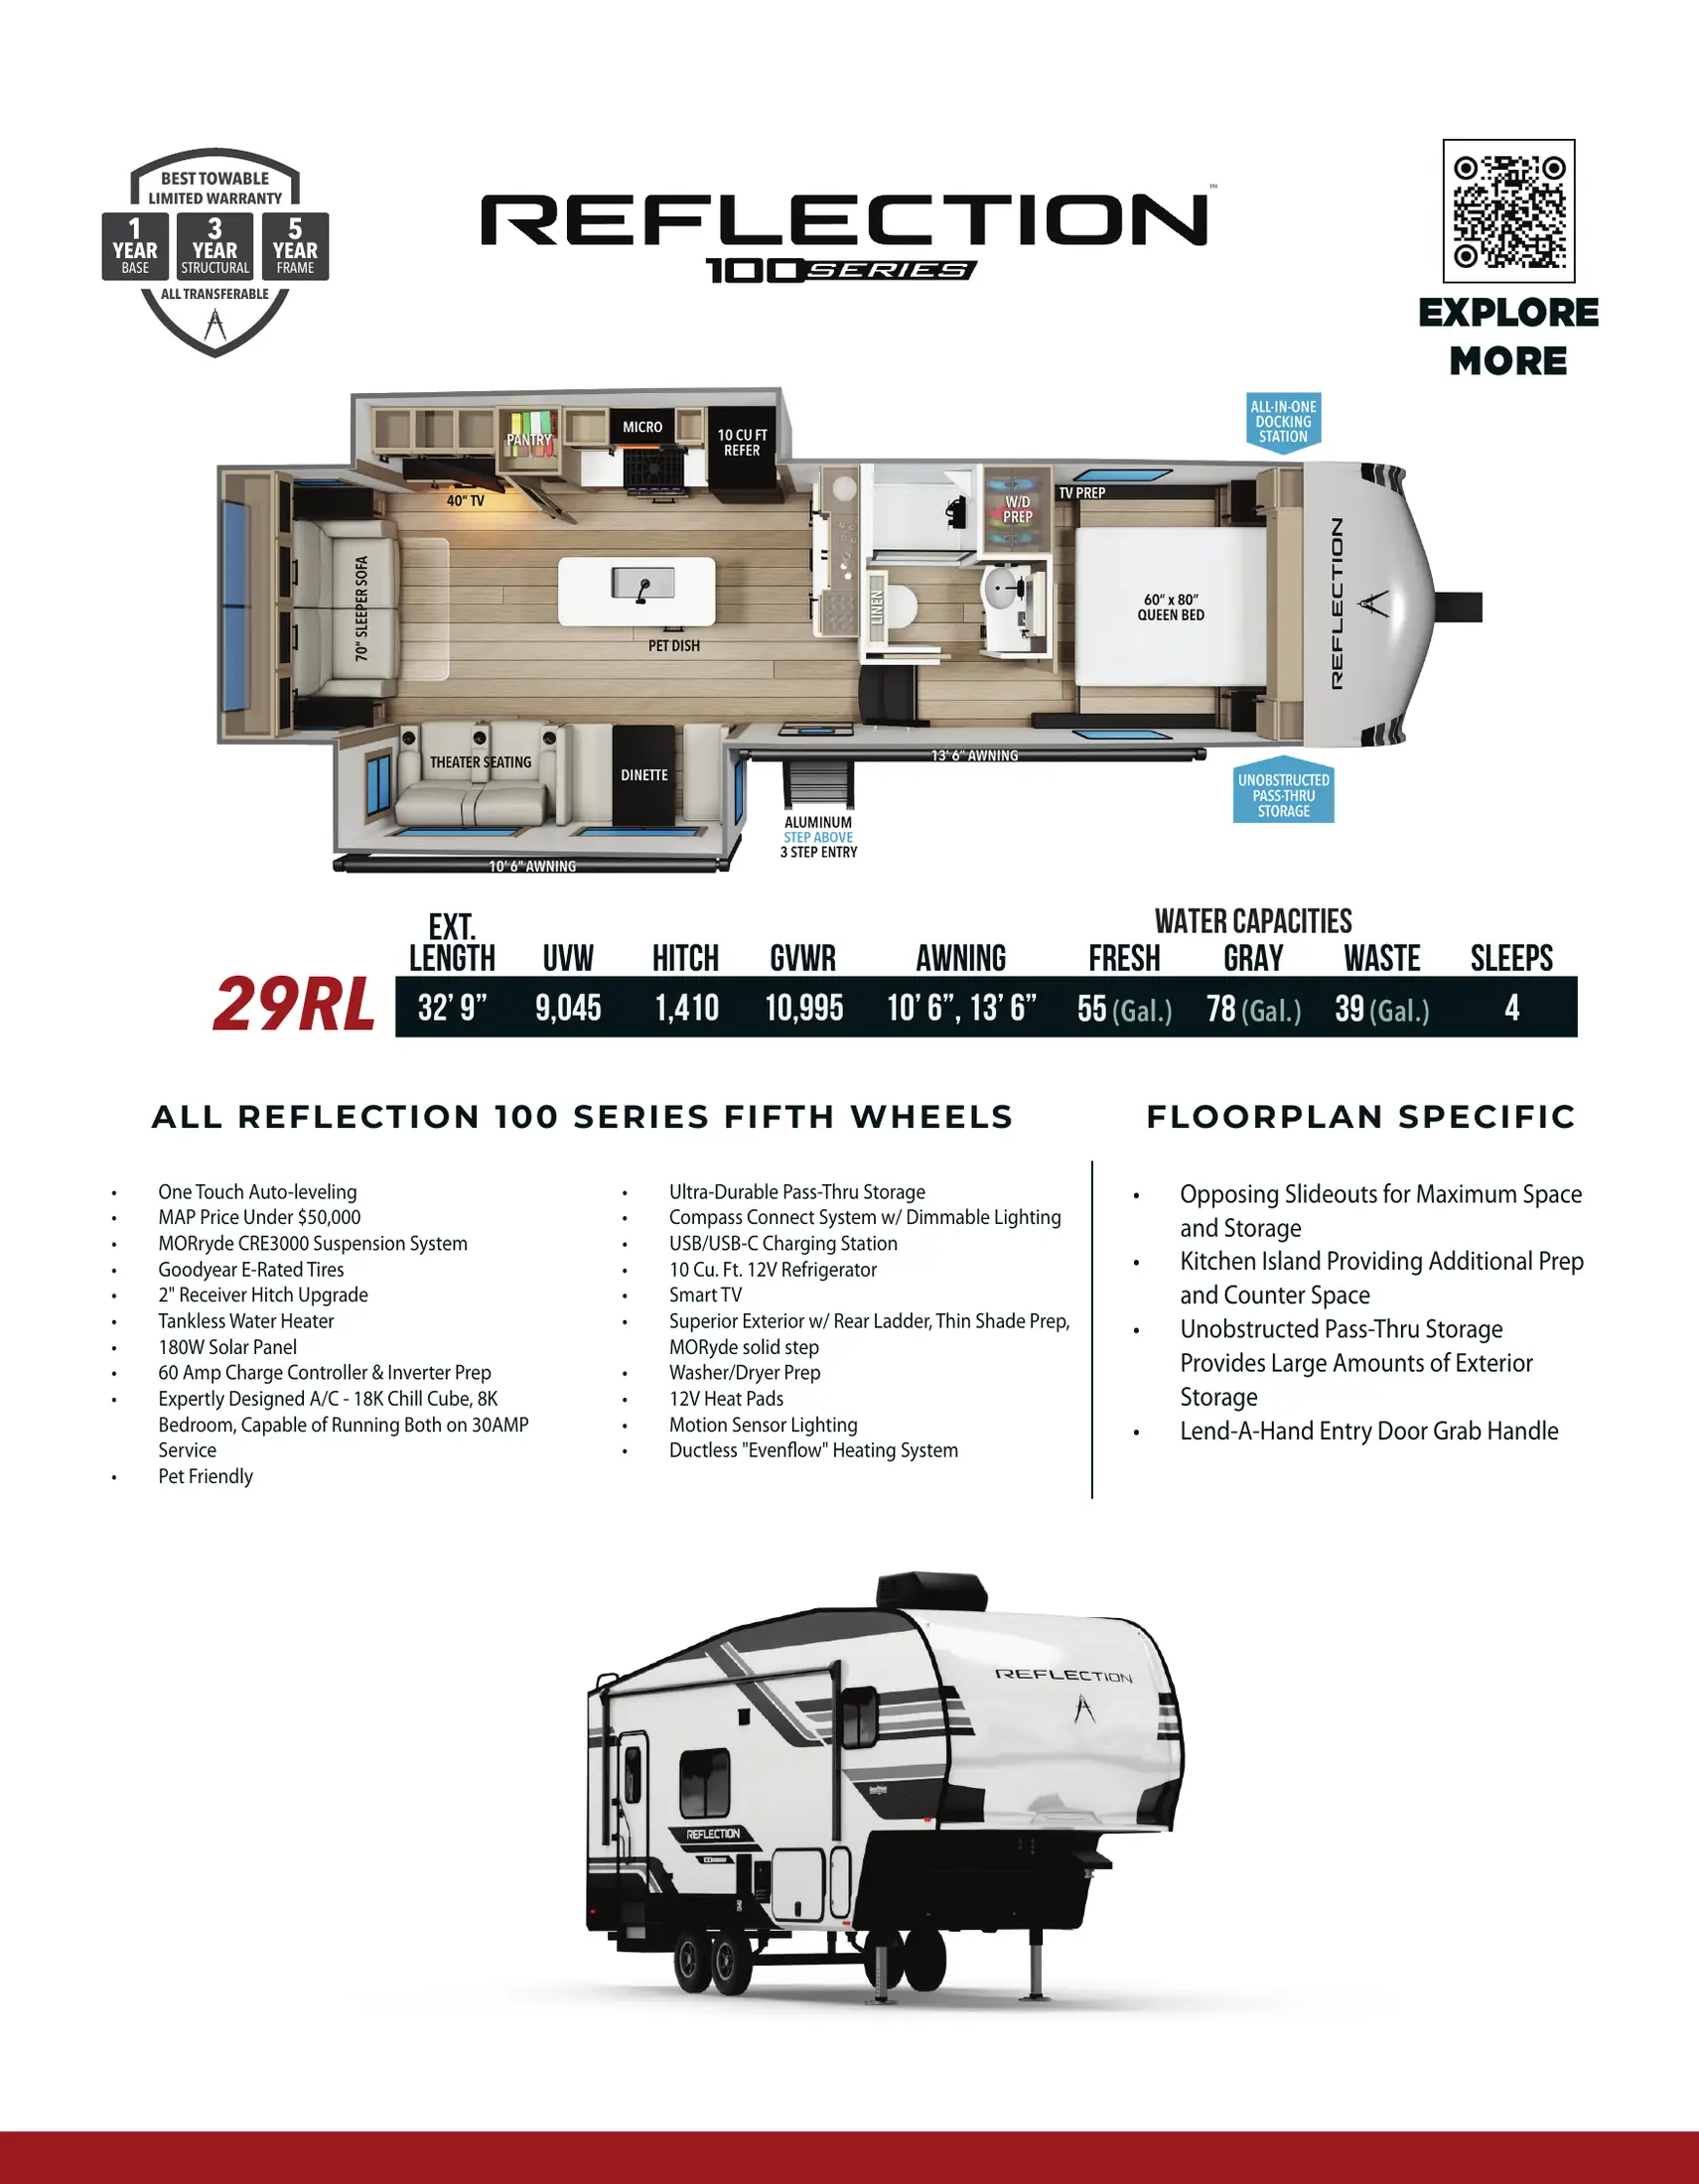 BEST TOWABLE
LIMITED WARRANTY
1 YEAR BASE
3 YEAR STRUCTURAL
5 YEAR FRAME
ALL TRANSFERABLE
REFLECTION™
100 SERIES
EXPLORE
MORE
ALL-IN-ONE
DOCKING
STATION
PANTRY
MICRO
10 CU FT
REFER
40" TV
W/D
PREP
TV PREP
70" SLEEPER SOFA
LINEN
60" x 80"
QUEEN BED
REFLECTION
PET DISH
THEATER SEATING
DINETTE
13' 6" AWNING
UNOBSTRUCTED
PASS-THRU
STORAGE
ALUMINUM
STEP ABOVE
3 STEP ENTRY
10' 6" AWNING
WATER CAPACITIES
EXT.
LENGTH UVW HITCH GVWR AWNING FRESH GRAY WASTE SLEEPS
29RL 32' 9" 9,045 1,410 10,995 10' 6", 13' 6" 55 (Gal.) 78 (Gal.) 39 (Gal.) 4
ALL REFLECTION 100 SERIES FIFTH WHEELS
• One Touch Auto-leveling
• MAP Price Under $50,000
• MORryde CRE3000 Suspension System
• Goodyear E-Rated Tires
• 2" Receiver Hitch Upgrade
• Tankless Water Heater
• 180W Solar Panel
• 60 Amp Charge Controller & Inverter Prep
• Expertly Designed A/C - 18K Chill Cube, 8K
Bedroom, Capable of Running Both on 30AMP
Service
• Pet Friendly
• Ultra-Durable Pass-Thru Storage
• Compass Connect System w/ Dimmable Lighting
• USB/USB-C Charging Station
• 10 Cu. Ft. 12V Refrigerator
• Smart TV
• Superior Exterior w/ Rear Ladder, Thin Shade Prep,
MORyde solid step
• Washer/Dryer Prep
• 12V Heat Pads
• Motion Sensor Lighting
• Ductless "Evenflow" Heating System
FLOORPLAN SPECIFIC
• Opposing Slideouts for Maximum Space
and Storage
• Kitchen Island Providing Additional Prep
and Counter Space
• Unobstructed Pass-Thru Storage
Provides Large Amounts of Exterior
Storage
• Lend-A-Hand Entry Door Grab Handle
REFLECTION
REFLECTION